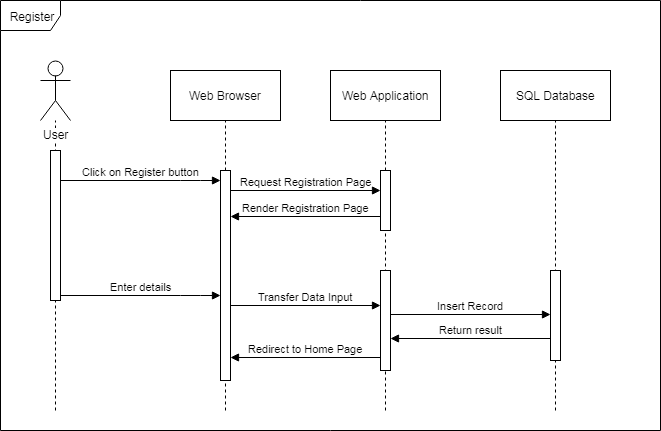 Register
User
Web Browser
Web Application
SQL Database
Click on Register button
Request Registration Page
Render Registration Page
Enter details
Transfer Data Input
Insert Record
Return result
Redirect to Home Page